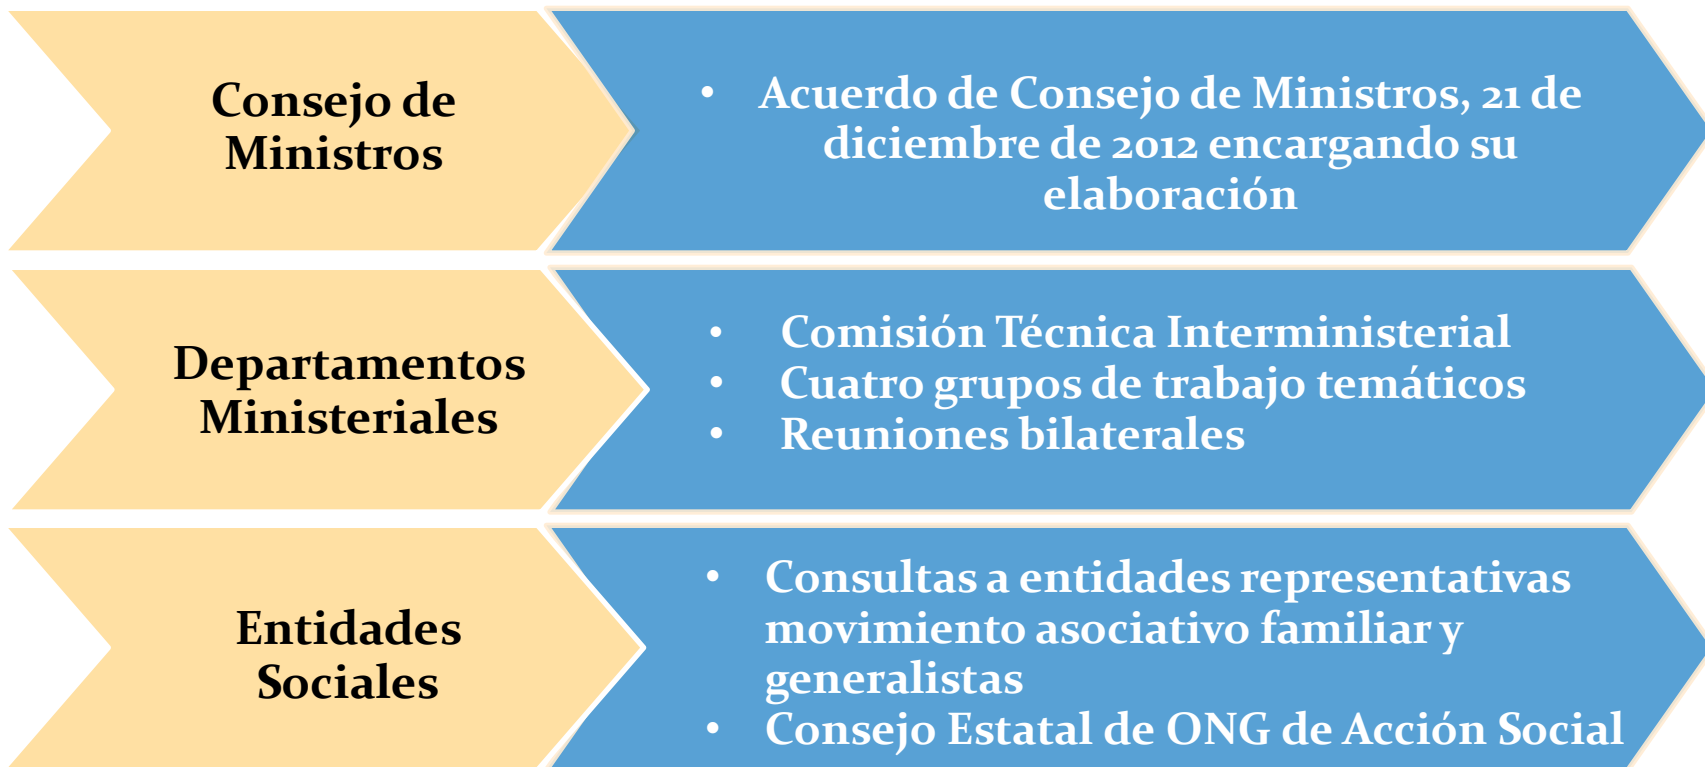 Consejo de
Ministros
• Acuerdo de Consejo de Ministros, 21 de
diciembre de 2012 encargando su
elaboración
Departamentos
Ministeriales
• Comisión Técnica Interministerial
• Cuatro grupos de trabajo temáticos
• Reuniones bilaterales
Entidades
Sociales
• Consultas a entidades representativas
movimiento asociativo familiar y
generalistas
• Consejo Estatal de ONG de Acción Social